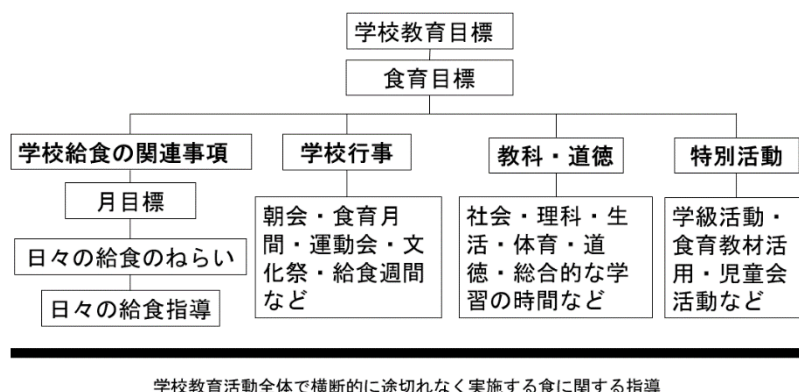 学校教育目標
食育目標
学校給食の関連事項
月目標
日々の給食のねらい
日々の給食指導
学校行事
朝会・食育月
間・運動会・文
化祭・給食週間
など
教科・道徳
社会・理科・生
活・体育・道
徳・総合的な学
習の時間など
特別活動
学級活動・
食育教材活
用・児童会
活動など
学校教育活動全体で横断的に途切れなく実施する食に関する指導